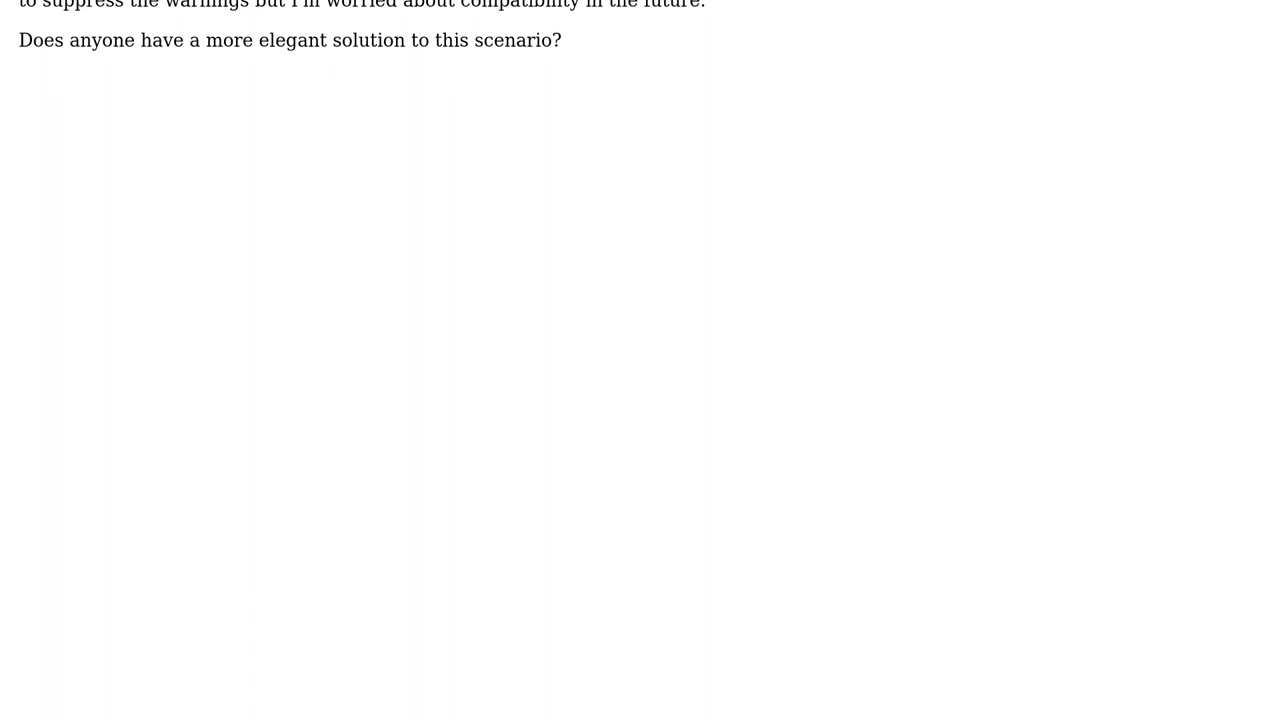 to suppress the warnings but I'm worried about compatibility in the future.
Does anyone have a more elegant solution to this scenario?